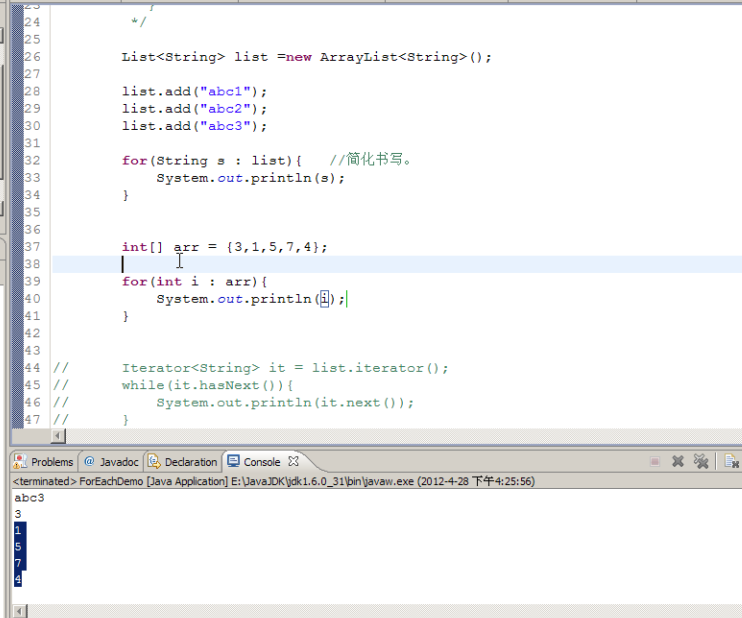 23 }
24 */
25
26 List<String> list =new ArrayList<String>();
27
28 list.add("abc1");
29 list.add("abc2");
30 list.add("abc3");
31
32 for(String s : list){ //简化书写。
33 System.out.println(s);
34 }
35
36
37 int[] arr = {3,1,5,7,4};
38
39 for(int i : arr){
40 System.out.println(i);
41 }
42
43
44 // Iterator<String> it = list.iterator();
45 // while(it.hasNext()){
46 // System.out.println(it.next());
47 // }
Problems @ Javadoc Declaration Console
<terminated> ForEachDemo [Java Application] E:\JavaJDK\jdk1.6.0_31\bin\javaw.exe (2012-4-28 下午4:25:56)
abc3
3
1
5
7
4